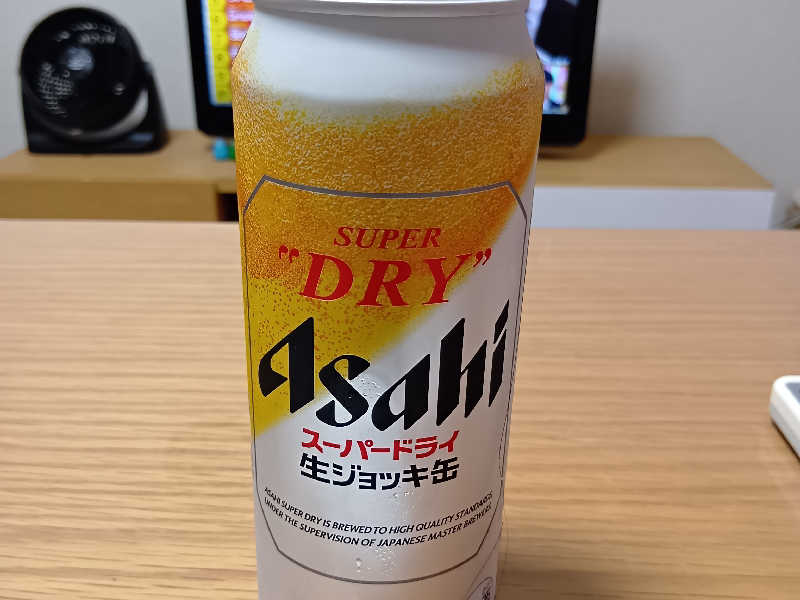 SUPER
"DRY"
Asahi
スーパードライ
生ジョッキ缶
ASAHI SUPER DRY IS BREWED TO HIGH QUALITY STANDARDS
UNDER THE SUPERVISION OF JAPANESE MASTER BREWERS.